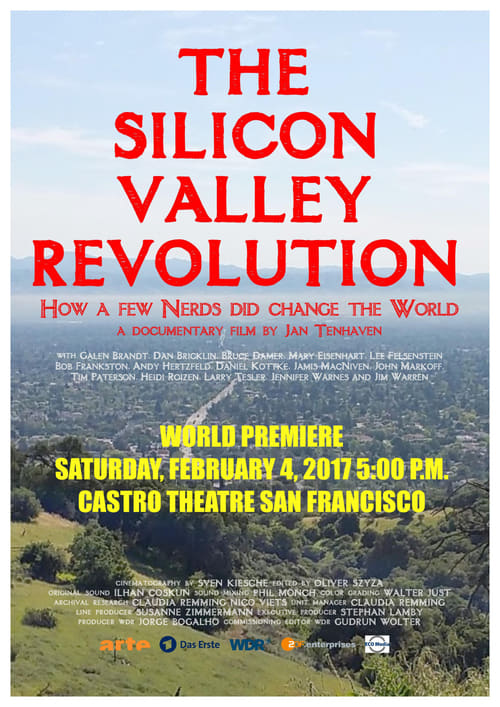 THE
SILICON
VALLEY
REVOLUTION
HOW A FEW NERDS DID CHANGE THE WORLD
A DOCUMENTARY FILM BY JAN TENHAVEN
WITH GALEN BRANDT. DAN BRICKLIN. BRUCE DAMER. MARY EISENHART. LEE FELSENSTEIN
BOB FRANKSTON. ANDY HERTZFELD. DANIEL KOTTKE. JAMIS MACNIVEN. JOHN MARKOFF.
TIM PATERSON. HEIDI ROIZEN. LARRY TESLER. JENNIFER WARNES AND JIM WARREN
WORLD PREMIERE
SATURDAY, FEBRUARY 4, 2017 5:00 P.M.
CASTRO THEATRE SAN FRANCISCO
CINEMATOGRAPHY BY SVEN KIESCHE EDITED BY OLIVER SZYZA
ORIGINAL SOUND ILHAN COSKUN SOUND MIXING PHIL MÖNCH COLOR GRADING WALTER JUST
ARCHIVAL RESEARCH CLAUDIA REMMING NICO VIETS UNIT MANAGER CLAUDIA REMMING
LINE PRODUCER SUSANNE ZIMMERMANN EXECUTIVE PRODUCER STEPHAN LAMBY
PRODUCER WDR JORGE BOGALHO COMMISSIONING EDITOR WDR GUDRUN WOLTER
arte Das Erste WDR ZDF enterprises ECO Media